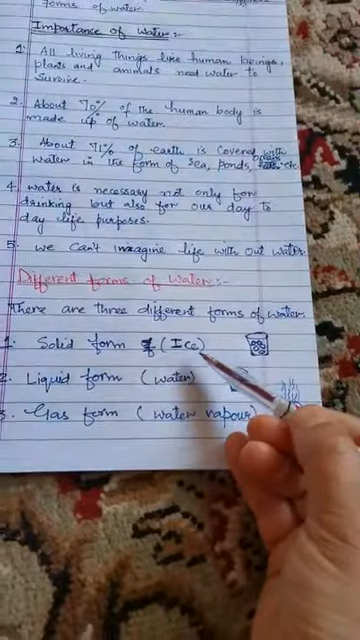 forms of water.
Importance of water:-
1. All living things like human beings,
plants and animals need water to
Survive.
2. About 70% of the human body is
made up of water.
3. About 71% of earth is covered with
water in the form of Sea, Ponds, Oceans etc.
4. water is necessary not only for
drinking but also for our day to
day life purposes.
5. we can't imagine life with out water.
Different forms of water:-
There are three different forms of water.
1. Solid form (Ice)
2. Liquid form (water)
3. Gas form (water vapour)